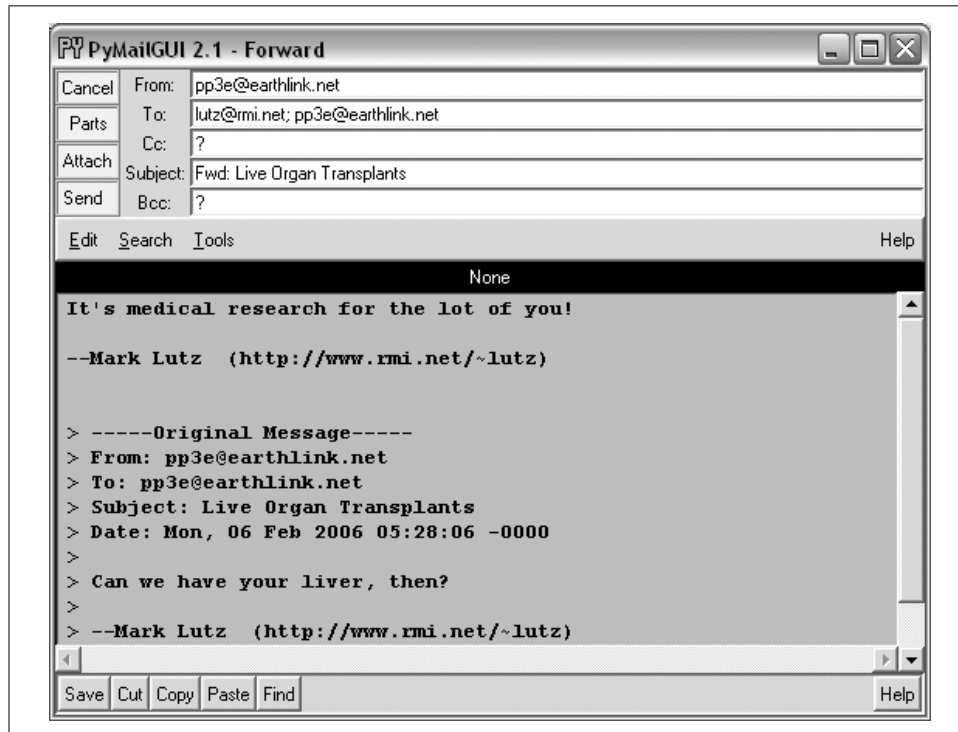 PY PyMailGUI 2.1 - Forward
Cancel From: pp3e@earthlink.net
Parts To: lutz@rmi.net; pp3e@earthlink.net
Cc: ?
Attach
Subject: Fwd: Live Organ Transplants
Send Bcc: ?
Edit Search Tools Help
None
It's medical research for the lot of you!
--Mark Lutz (http://www.rmi.net/~lutz)
> -----Original Message-----
> From: pp3e@earthlink.net
> To: pp3e@earthlink.net
> Subject: Live Organ Transplants
> Date: Mon, 06 Feb 2006 05:28:06 -0000
>
> Can we have your liver, then?
>
> --Mark Lutz (http://www.rmi.net/~lutz)
Save Cut Copy Paste Find Help